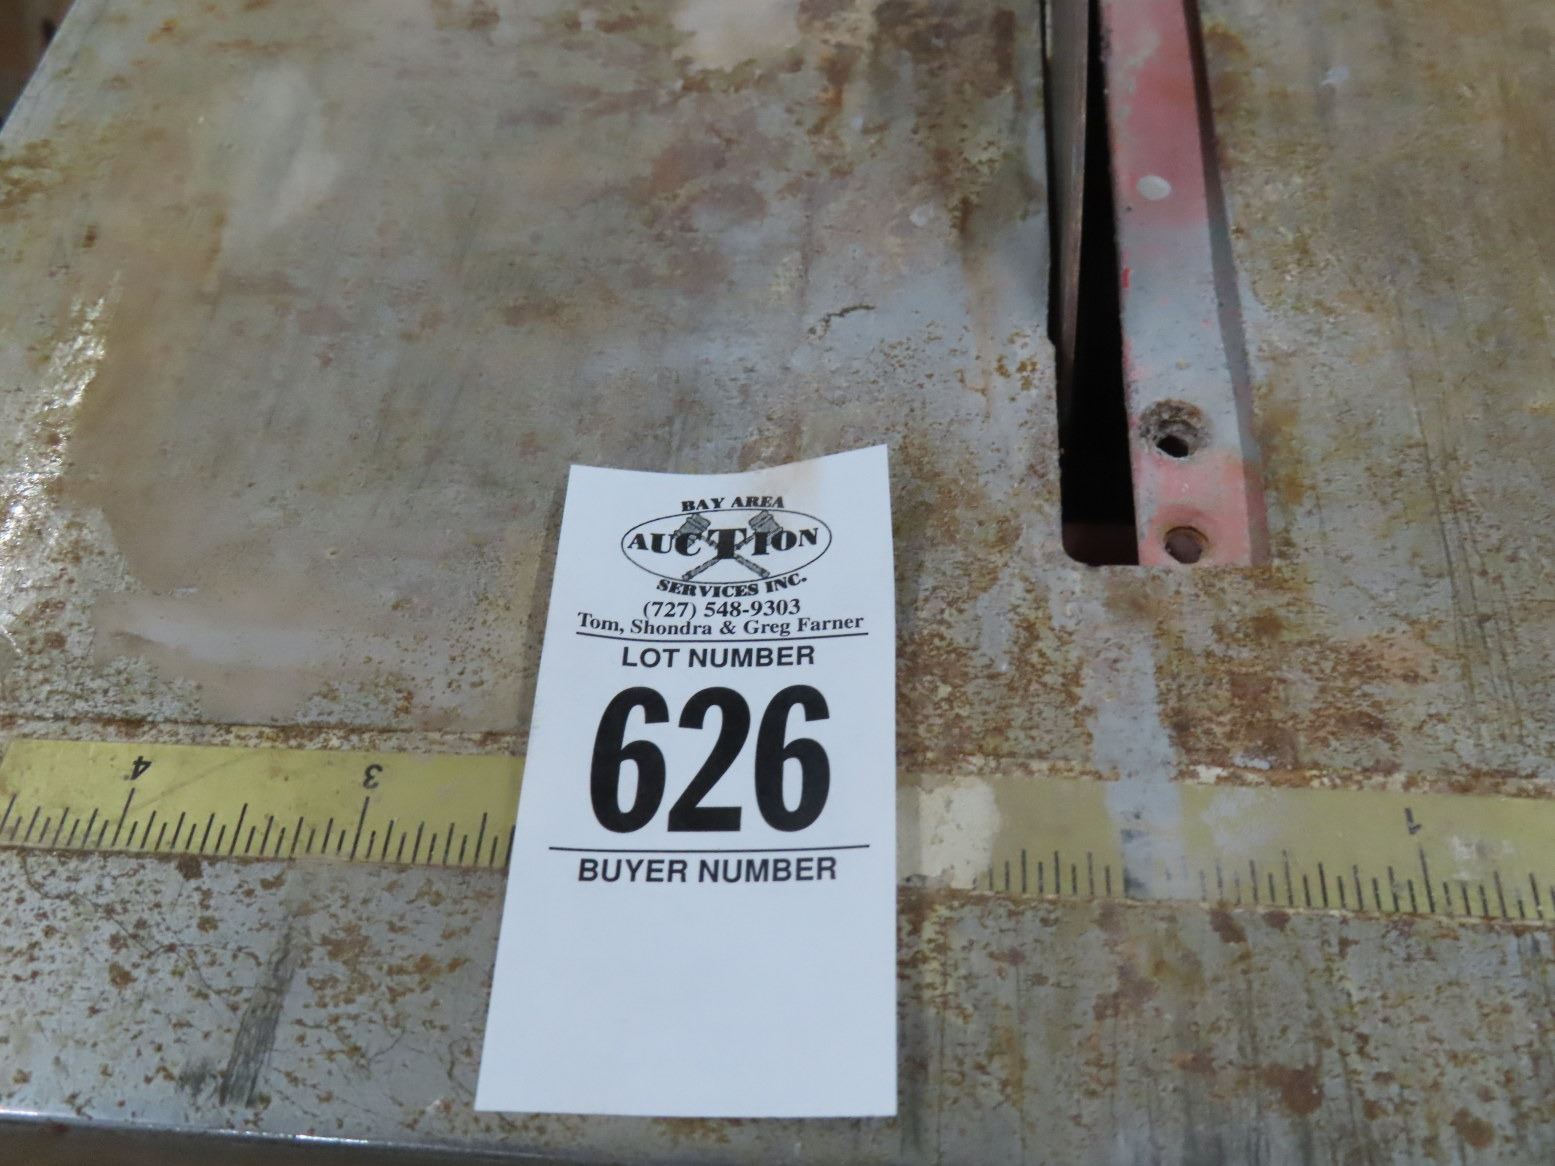 BAY AREA
AUCTION
SERVICES INC.
(727) 548-9303
Tom, Shondra & Greg Farner
LOT NUMBER
626
BUYER NUMBER
4 3 1